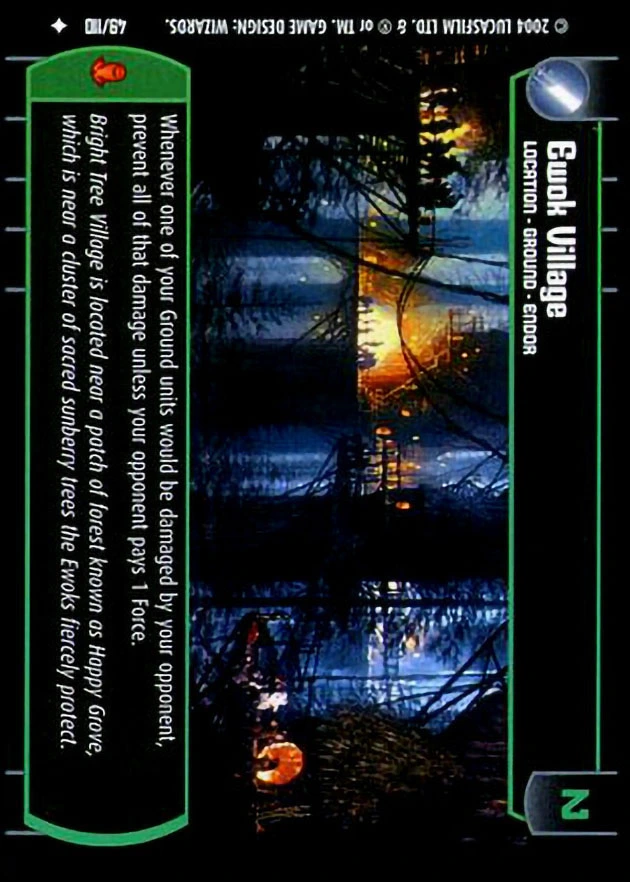 Ewok Village
LOCATION - GROUND - ENDOR
2
Whenever one of your Ground units would be damaged by your opponent,
prevent all of that damage unless your opponent pays 1 Force.
Bright Tree Village is located near a patch of forest known as Happy Grove,
which is near a cluster of sacred sunberry trees the Ewoks fiercely protect.
© 2004 LUCASFILM LTD. & ® or TM. GAME DESIGN: WIZARDS. 49/110